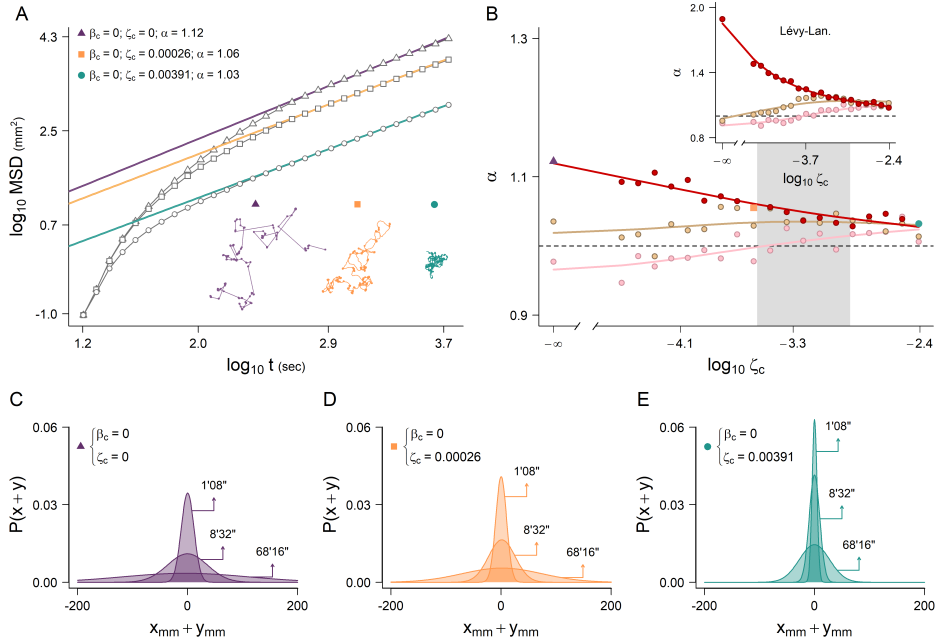 A
β_c = 0; ζ_c = 0; α = 1.12
β_c = 0; ζ_c = 0.00026; α = 1.06
β_c = 0; ζ_c = 0.00391; α = 1.03
log₁₀ MSD (mm²)
4.3
2.5
0.7
-1.0
1.2 2.0 2.9 3.7
log₁₀ t (sec)
B
α
1.3
1.1
0.9
−∞ −4.1 −3.3 −2.4
log₁₀ ζ_c
Lévy-Lan.
α
2.0
1.4
0.8
−∞ −3.7 −2.4
log₁₀ ζ_c
C
P(x + y)
0.06
0.03
0.00
β_c = 0
ζ_c = 0
1'08"
8'32"
68'16"
-200 0 200
x_mm + y_mm
D
P(x + y)
0.06
0.03
0.00
β_c = 0
ζ_c = 0.00026
1'08"
8'32"
68'16"
-200 0 200
x_mm + y_mm
E
P(x + y)
0.06
0.03
0.00
β_c = 0
ζ_c = 0.00391
1'08"
8'32"
68'16"
-200 0 200
x_mm + y_mm